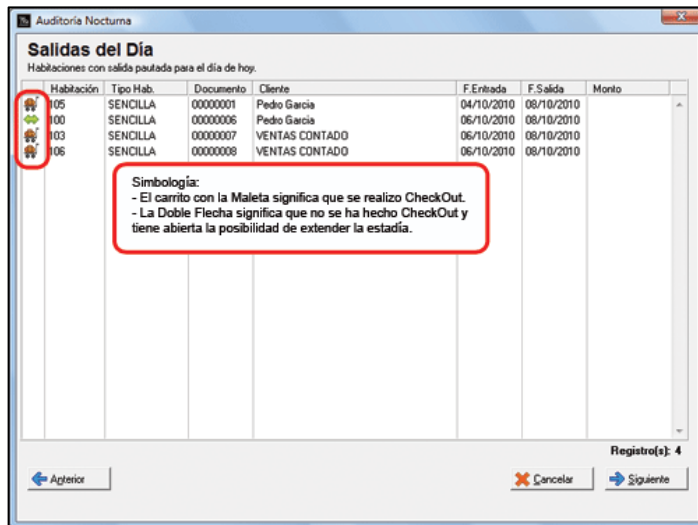 Auditoría Nocturna
Salidas del Día
Habitaciones con salida pautada para el día de hoy.
Habitación Tipo Hab. Documento Cliente F.Entrada F.Salida Monto
105 SENCILLA 00000001 Pedro Garcia 04/10/2010 08/10/2010
100 SENCILLA 00000006 Pedro Garcia 06/10/2010 08/10/2010
103 SENCILLA 00000007 VENTAS CONTADO 06/10/2010 08/10/2010
106 SENCILLA 00000008 VENTAS CONTADO 06/10/2010 08/10/2010
Simbología:
- El carrito con la Maleta significa que se realizo CheckOut.
- La Doble Flecha significa que no se ha hecho CheckOut y
tiene abierta la posibilidad de extender la estadía.
Registro(s): 4
Anterior Cancelar Siguiente